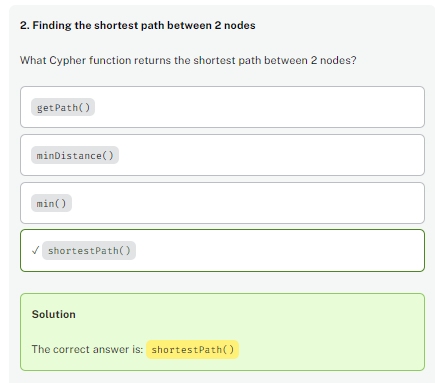 2. Finding the shortest path between 2 nodes
What Cypher function returns the shortest path between 2 nodes?
getPath()
minDistance()
min()
✓ shortestPath()
Solution
The correct answer is: shortestPath()